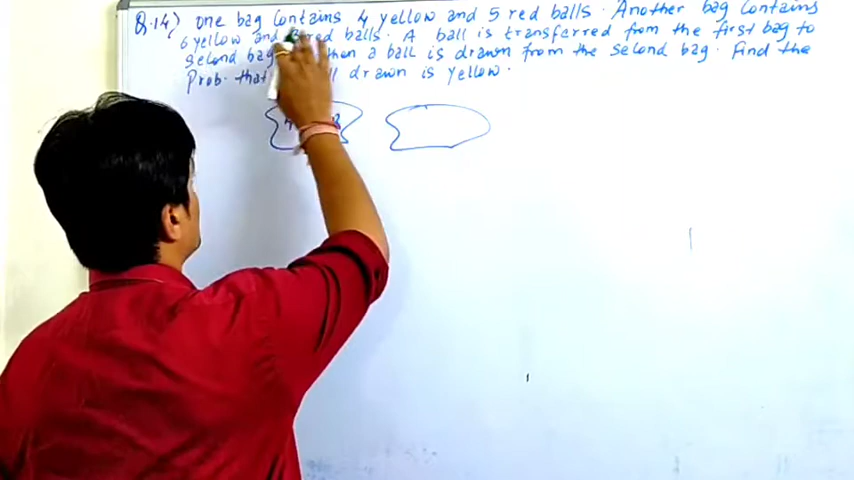 Q.14) One bag contains 4 yellow and 5 red balls. Another bag contains
6 yellow and 3 red balls. A ball is transferred from the first bag to
second bag then a ball is drawn from the second bag. Find the
Prob. that ball drawn is yellow.
4